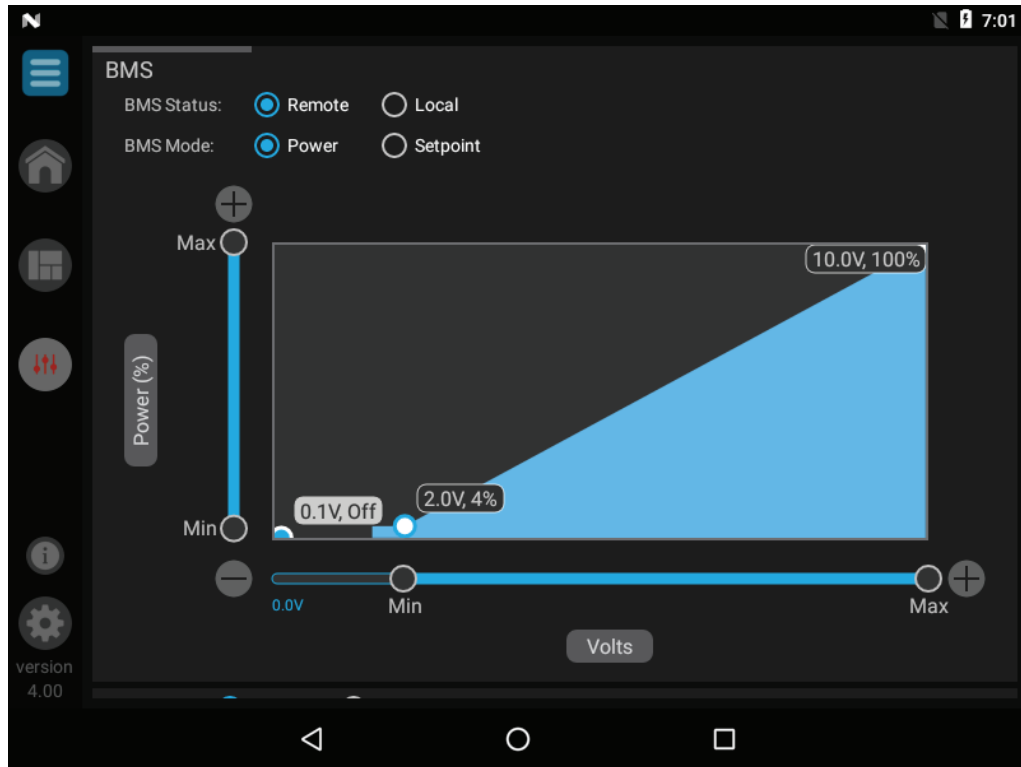 7:01
BMS
BMS Status: Remote Local
BMS Mode: Power Setpoint
Max
10.0V, 100%
Power (%)
2.0V, 4%
0.1V, Off
Min
0.0V
Min
Max
Volts
version
4.00